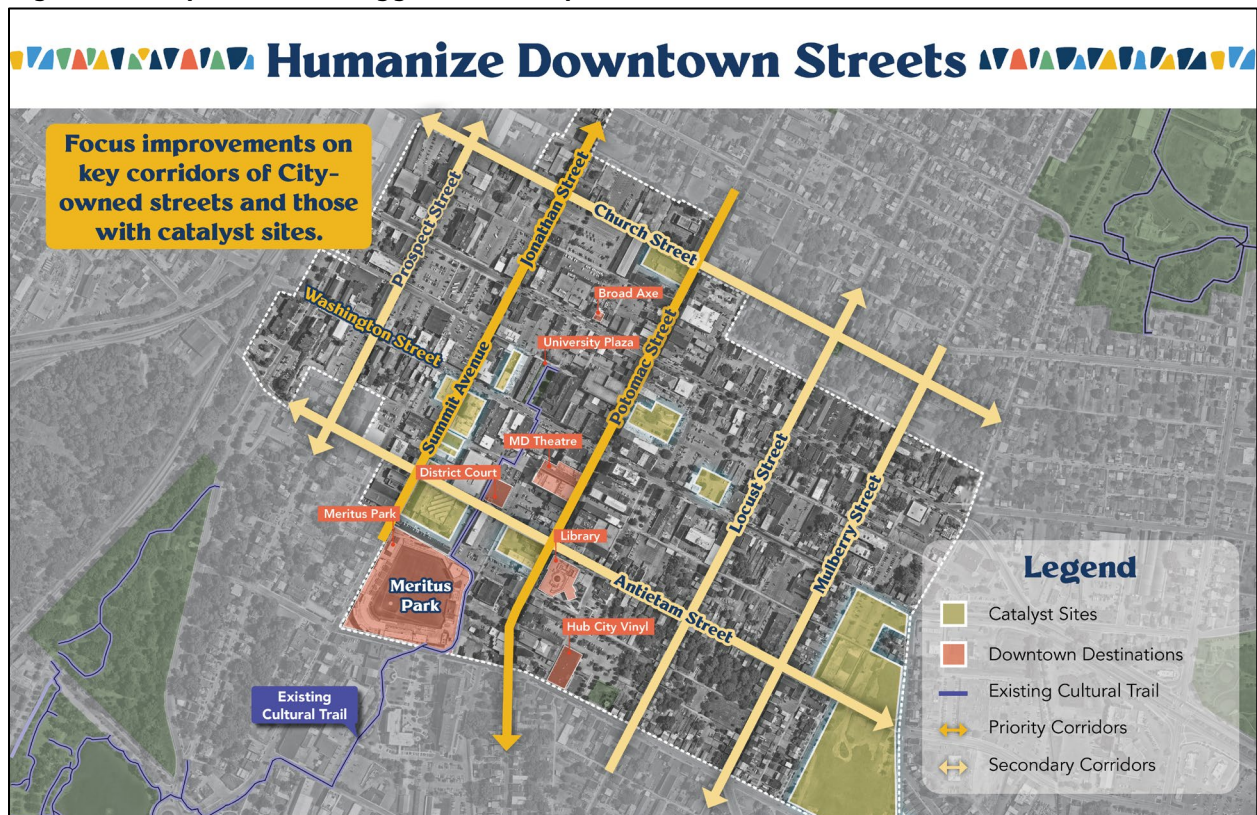 Humanize Downtown Streets
Focus improvements on
key corridors of City-
owned streets and those
with catalyst sites.
Prospect Street
Jonathan Street
Church Street
Broad Axe
Washington Street
University Plaza
Summit Avenue
Potomac Street
MD Theatre
District Court
Locust Street
Mulberry Street
Meritus Park
Library
Meritus
Park
Antietam Street
Hub City Vinyl
Existing
Cultural Trail
Legend
Catalyst Sites
Downtown Destinations
Existing Cultural Trail
Priority Corridors
Secondary Corridors